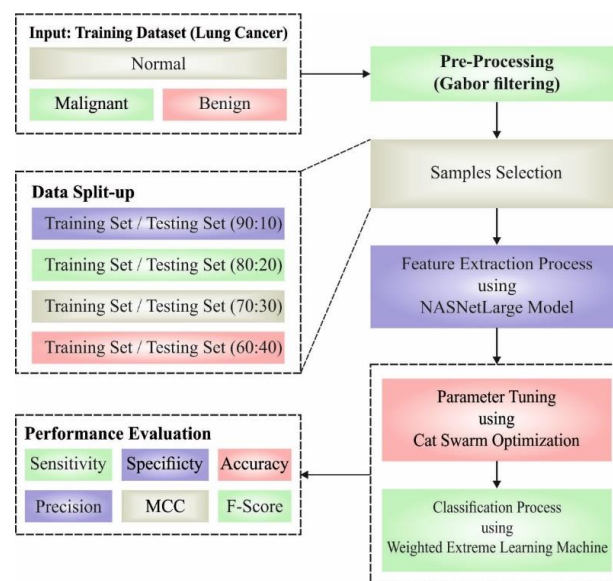 Input: Training Dataset (Lung Cancer)
Normal
Malignant
Benign
Pre-Processing
(Gabor filtering)
Samples Selection
Data Split-up
Training Set / Testing Set (90:10)
Training Set / Testing Set (80:20)
Training Set / Testing Set (70:30)
Training Set / Testing Set (60:40)
Feature Extraction Process
using
NASNetLarge Model
Parameter Tuning
using
Cat Swarm Optimization
Classification Process
using
Weighted Extreme Learning Machine
Performance Evaluation
Sensitivity
Specifiicty
Accuracy
Precision
MCC
F-Score